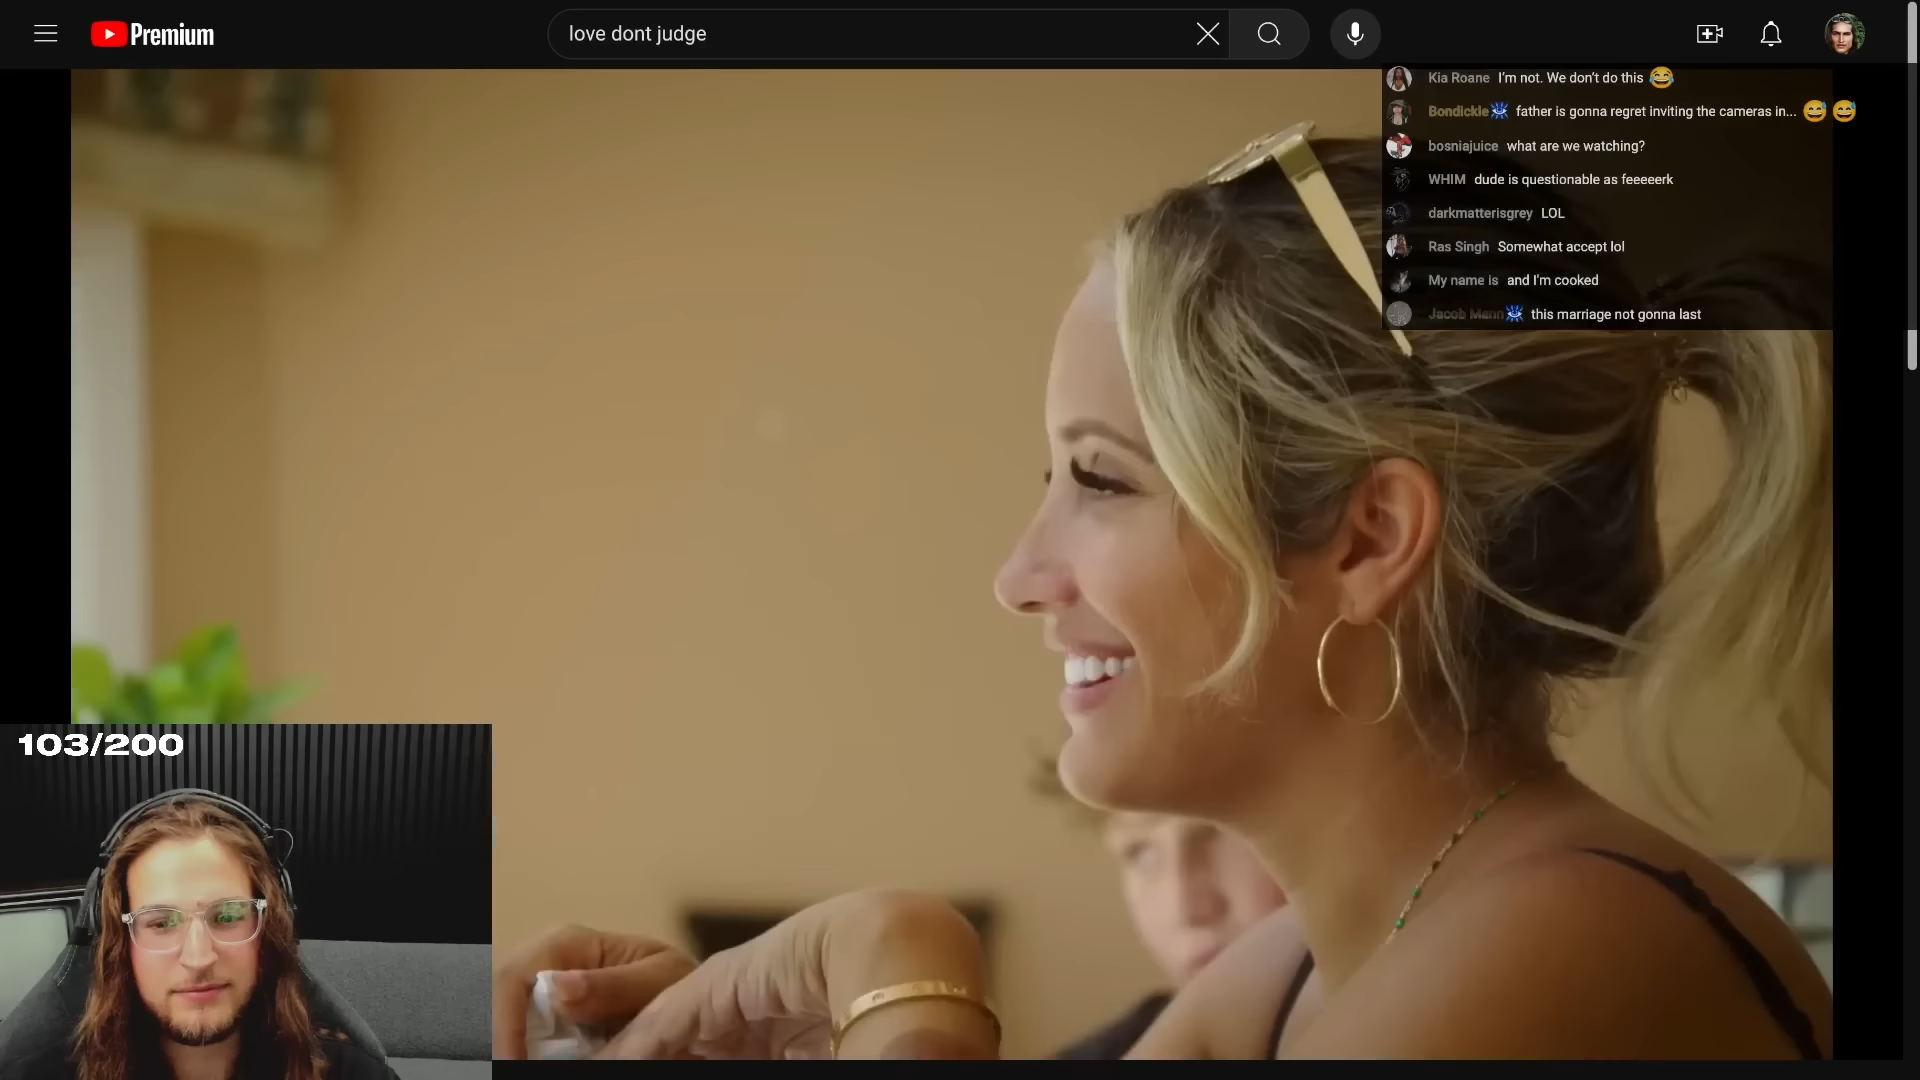 Premium
love dont judge
Kia Roane I'm not. We don't do this 😂
Bondickle father is gonna regret inviting the cameras in... 😅 😅
bosniajuice what are we watching?
WHIM dude is questionable as feeeeerk
darkmatterisgrey LOL
Ras Singh Somewhat accept lol
My name is and I'm cooked
Jacob Mann this marriage not gonna last
103/200